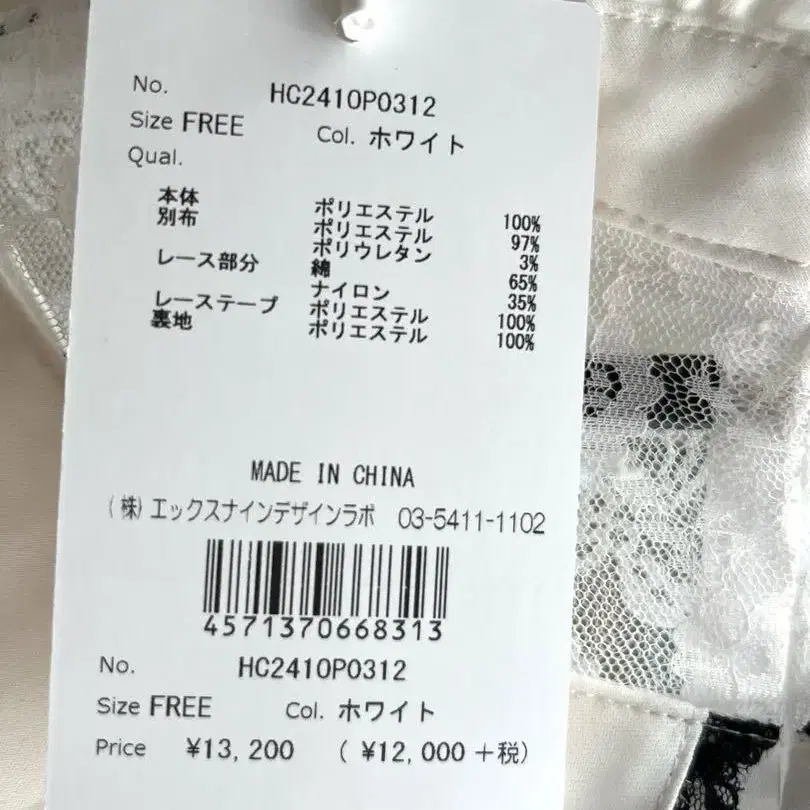 No. HC2410P0312
Size FREE Col. ホワイト
Qual.
本体 ポリエステル 100%
別布 ポリエステル 97%
ポリウレタン 3%
レース部分 綿 65%
ナイロン 35%
レーステープ ポリエステル 100%
裏地 ポリエステル 100%
MADE IN CHINA
(株)エックスナインデザインラボ 03-5411-1102
4571370668313
No. HC2410P0312
Size FREE Col. ホワイト
Price ¥13,200 (¥12,000+税)